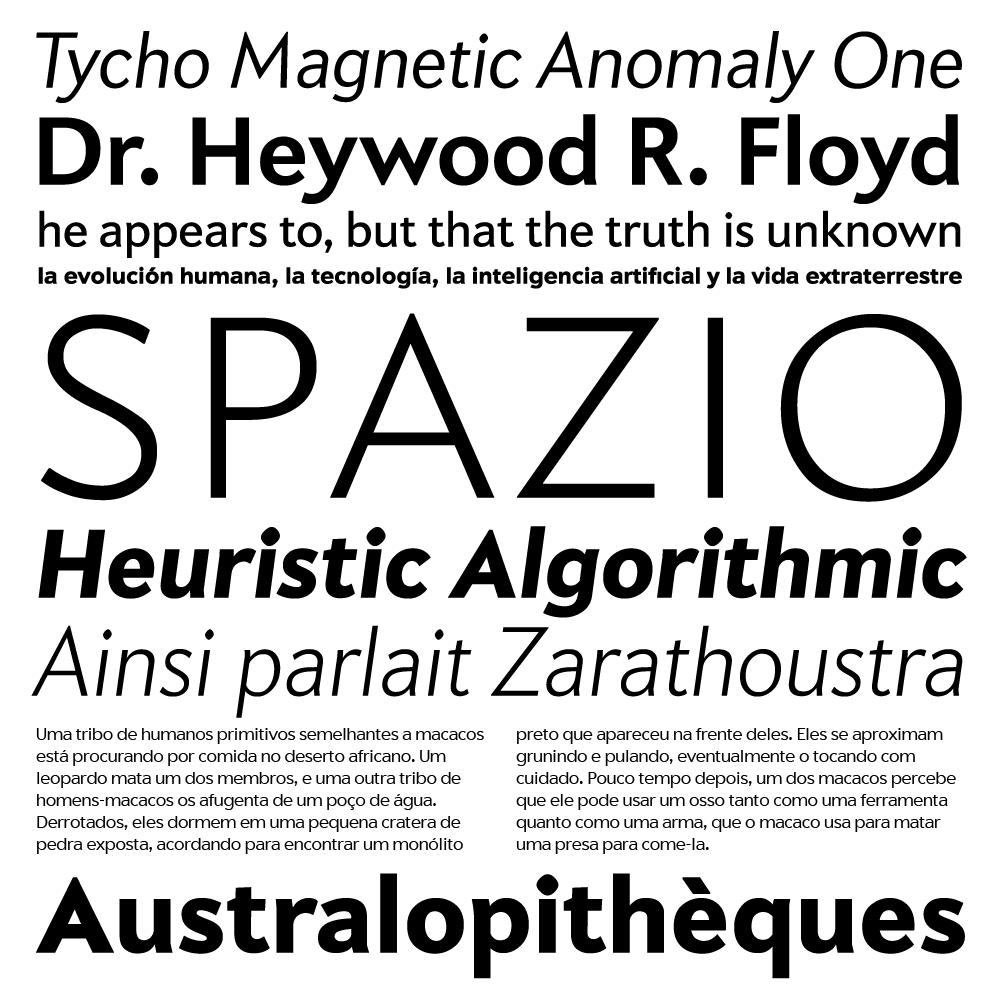 Tycho Magnetic Anomaly One
Dr. Heywood R. Floyd
he appears to, but that the truth is unknown
la evolución humana, la tecnología, la inteligencia artificial y la vida extraterrestre
SPAZIO
Heuristic Algorithmic
Ainsi parlait Zarathoustra
Uma tribo de humanos primitivos semelhantes a macacos
está procurando por comida no deserto africano. Um
leopardo mata um dos membros, e uma outra tribo de
homens-macacos os afugenta de um poço de água.
Derrotados, eles dormem em uma pequena cratera de
pedra exposta, acordando para encontrar um monólito
preto que apareceu na frente deles. Eles se aproximam
grunindo e pulando, eventualmente o tocando com
cuidado. Pouco tempo depois, um dos macacos percebe
que ele pode usar um osso tanto como uma ferramenta
quanto como uma arma, que o macaco usa para matar
uma presa para come-la.
Australopithèques